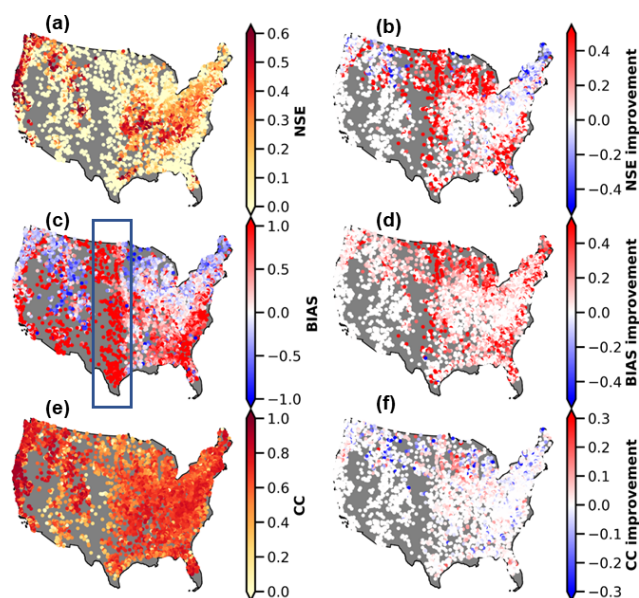 (a)
0.6
0.5
0.4
0.3
0.2
0.1
0.0
NSE
(b)
0.4
0.2
0.0
−0.2
−0.4
NSE improvement
(c)
1.0
0.5
0.0
−0.5
−1.0
BIAS
(d)
0.4
0.2
0.0
−0.2
−0.4
BIAS improvement
(e)
1.0
0.8
0.6
0.4
0.2
0.0
CC
(f)
0.3
0.2
0.1
0.0
−0.1
−0.2
−0.3
CC improvement